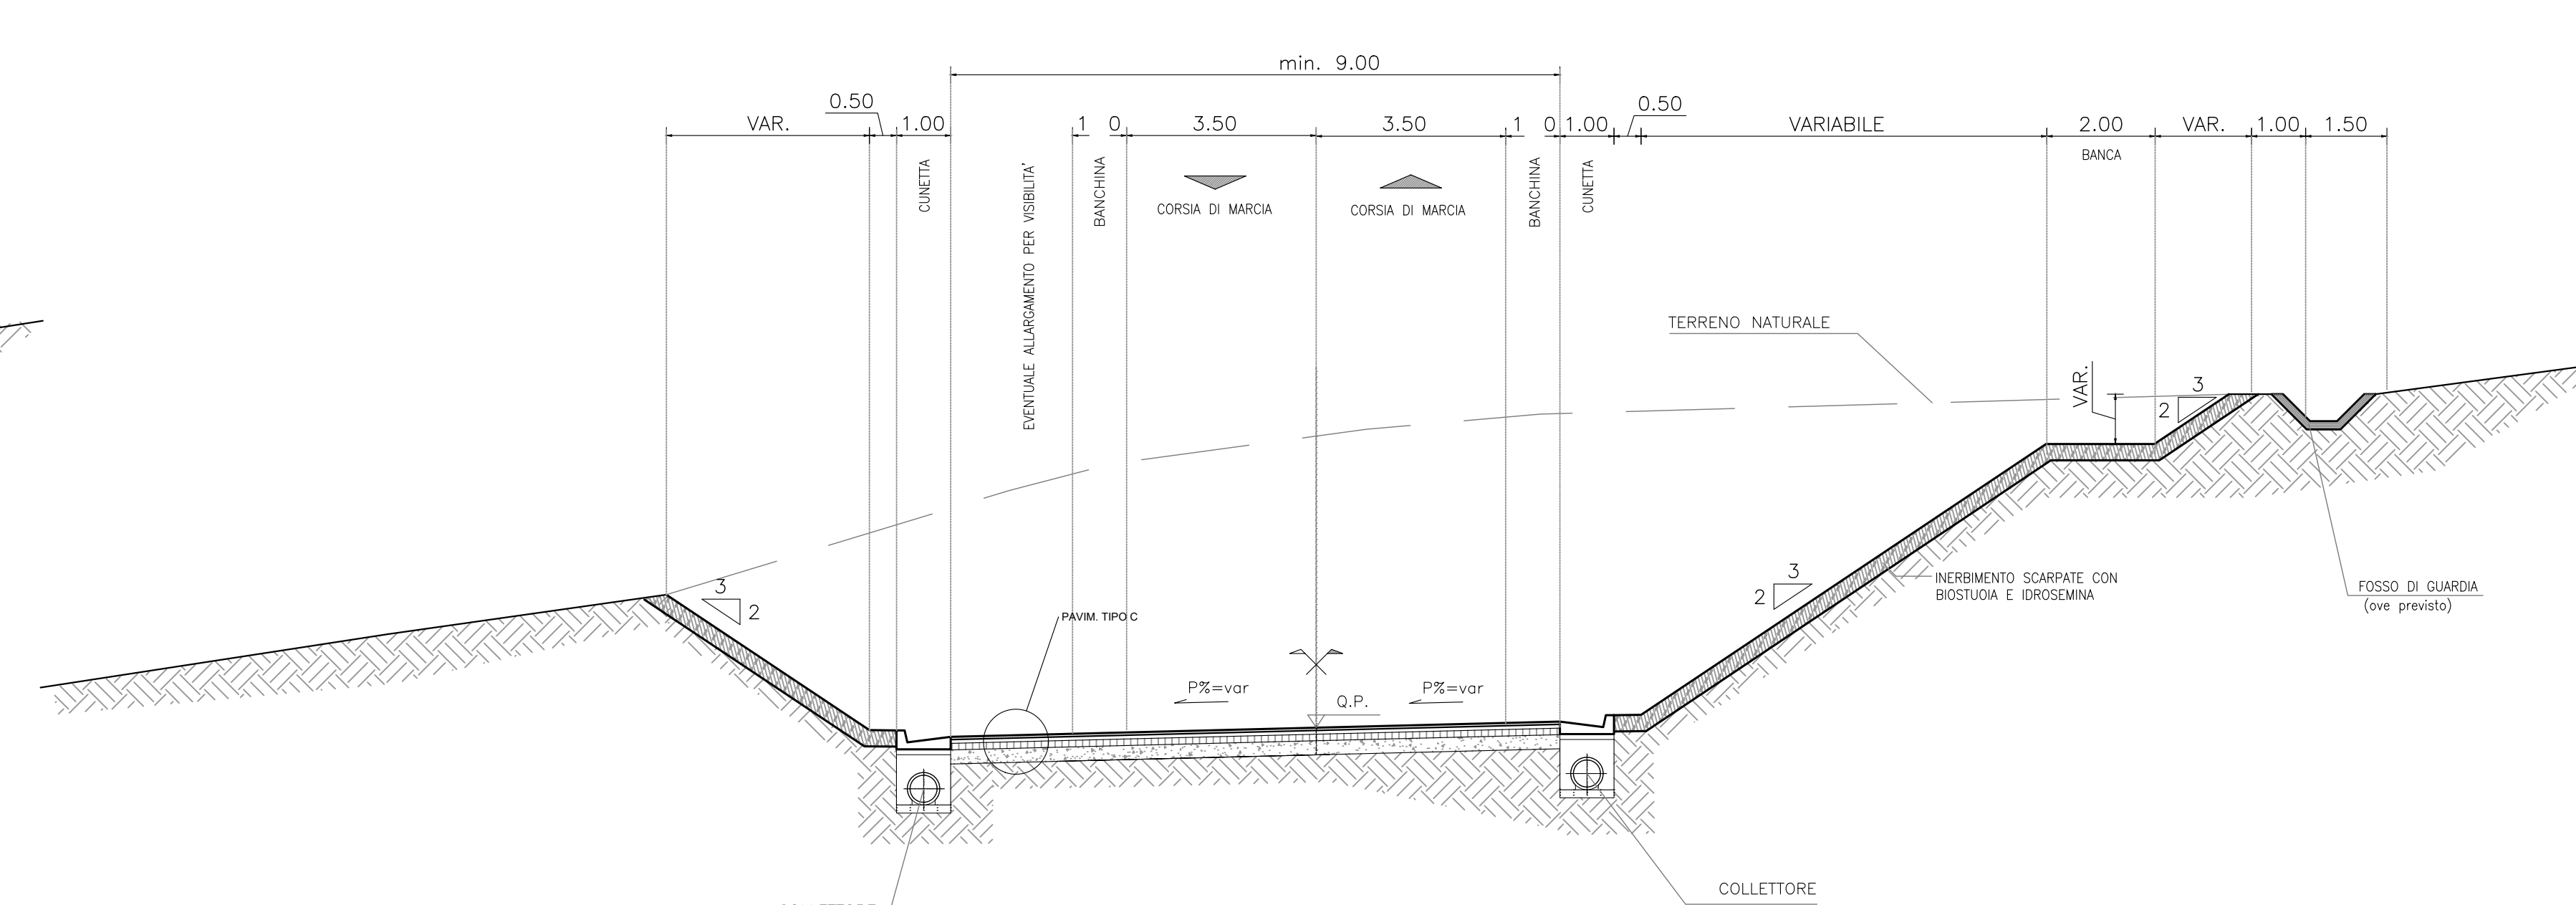 min. 9.00
0.50
0.50
VAR.
1.00
1 0
3.50
3.50
1 0
1.00
VARIABILE
2.00
VAR.
1.00
1.50
BANCA
CUNETTA
EVENTUALE ALLARGAMENTO PER VISIBILITA'
BANCHINA
CORSIA DI MARCIA
CORSIA DI MARCIA
BANCHINA
CUNETTA
TERRENO NATURALE
VAR.
3
2
3
2
3
2
INERBIMENTO SCARPATE CON
BIOSTUOIA E IDROSEMINA
FOSSO DI GUARDIA
(ove previsto)
PAVIM. TIPO C
P%=var
Q.P.
P%=var
COLLETTORE